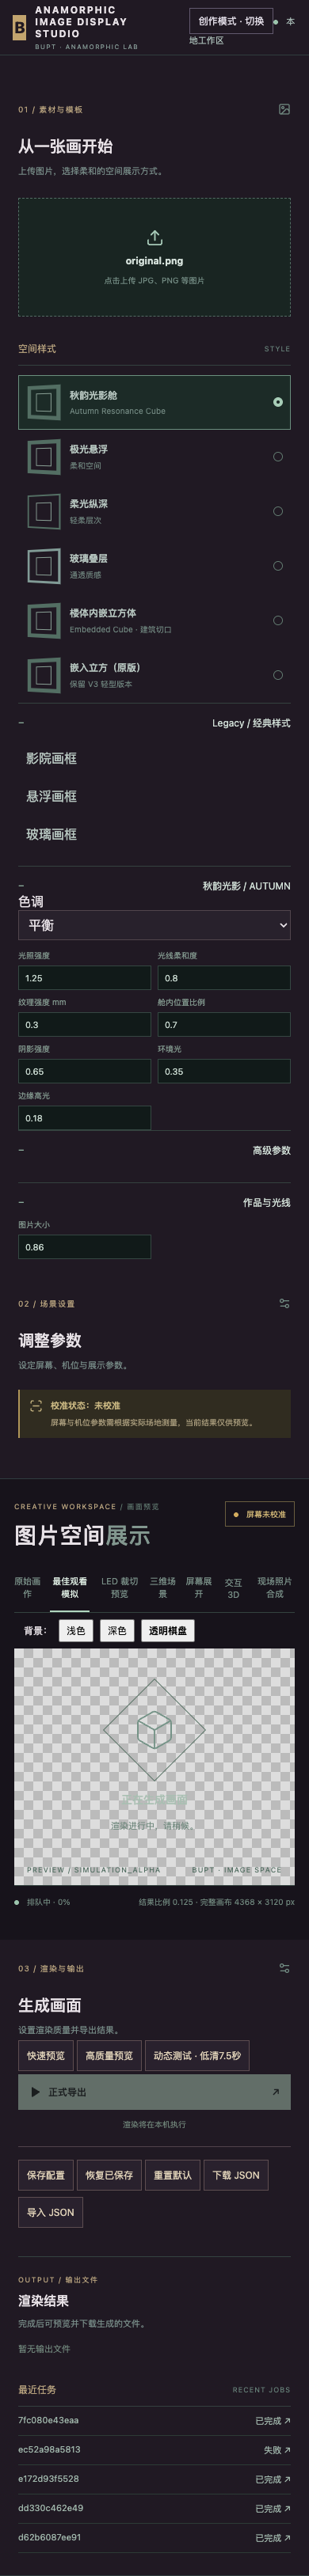 B
ANAMORPHIC
IMAGE DISPLAY
STUDIO
BUPT · ANAMORPHIC LAB
创作模式 · 切换
本
地工作区
01 / 素材与模板
从一张画开始
上传图片，选择柔和的空间展示方式。
original.png
点击上传 JPG、PNG 等图片
空间样式
STYLE
秋韵光影舱
Autumn Resonance Cube
极光悬浮
柔和空间
柔光纵深
轻柔层次
玻璃叠层
通透质感
楼体内嵌立方体
Embedded Cube · 建筑切口
嵌入立方（原版）
保留 V3 轻型版本
Legacy / 经典样式
影院画框
悬浮画框
玻璃画框
秋韵光影 / AUTUMN
色调
平衡
光照强度
光线柔和度
1.25
0.8
纹理强度 mm
舱内位置比例
0.3
0.7
阴影强度
环境光
0.65
0.35
边缘高光
0.18
高级参数
作品与光线
图片大小
0.86
02 / 场景设置
调整参数
设定屏幕、机位与展示参数。
校准状态：未校准
屏幕与机位参数需根据实际场地测量，当前结果仅供预览。
CREATIVE WORKSPACE / 画面预览
图片空间展示
屏幕未校准
原始画作
最佳观看模拟
LED 裁切预览
三维场景
屏幕展开
交互 3D
现场照片合成
背景：
浅色
深色
透明棋盘
渲染进行中，请稍候。
PREVIEW / SIMULATION_ALPHA
BUPT · IMAGE SPACE
排队中 · 0%
结果比例 0.125 · 完整画布 4368 × 3120 px
03 / 渲染与输出
生成画面
设置渲染质量并导出结果。
快速预览
高质量预览
动态测试 · 低清7.5秒
正式导出
渲染将在本机执行
保存配置
恢复已保存
重置默认
下载 JSON
导入 JSON
OUTPUT / 输出文件
渲染结果
完成后可预览并下载生成的文件。
暂无输出文件
最近任务
RECENT JOBS
7fc080e43eaa
已完成 ↗
ec52a98a5813
失败 ↗
e172d93f5528
已完成 ↗
dd330c462e49
已完成 ↗
d62b6087ee91
已完成 ↗